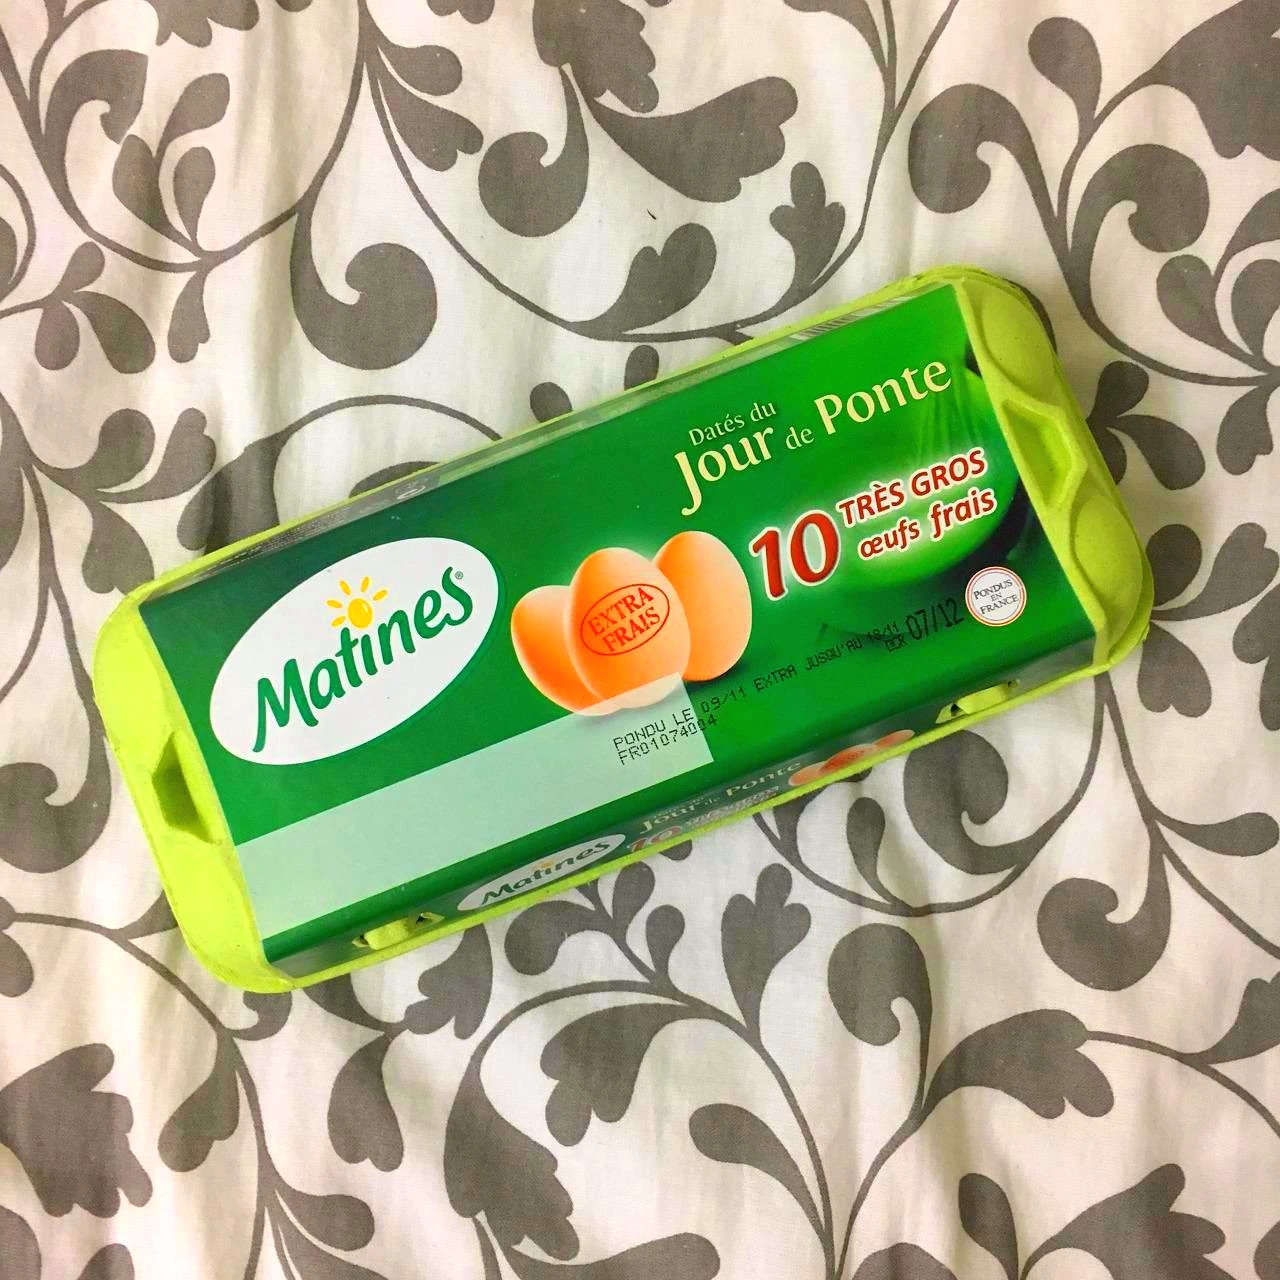 Datés du
Jour de Ponte
10 TRÈS GROS
œufs frais
Matines®
EXTRA
FRAIS
PONDUS
EN
FRANCE
PONDU LE 09/11 EXTRA JUSQU'AU 18/11
DCR 07/12
FR01074004
Matines
Jour de Ponte
10